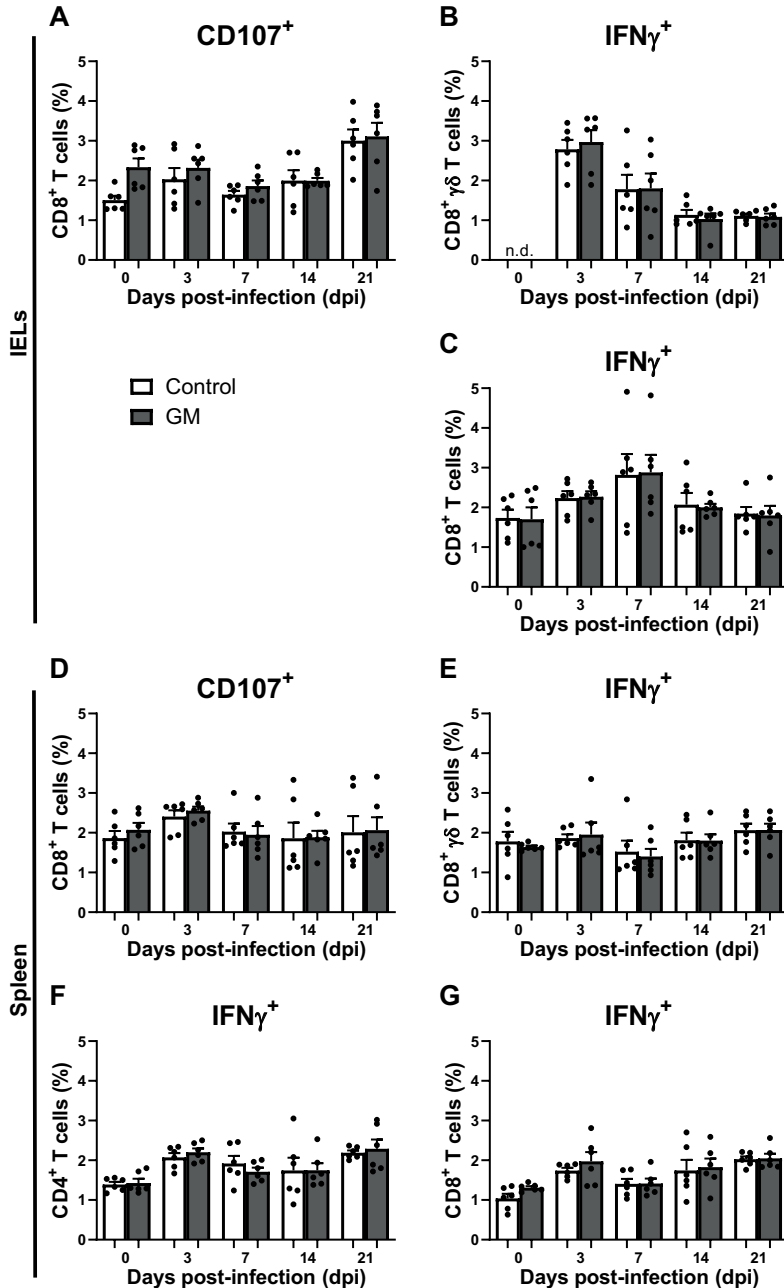 A
CD107⁺
CD8⁺ T cells (%)
5
4
3
2
1
0
0 3 7 14 21
Days post-infection (dpi)
B
IFNγ⁺
CD8⁺ γδ T cells (%)
5
4
3
2
1
0
n.d.
0 3 7 14 21
Days post-infection (dpi)
IELs
Control
GM
C
IFNγ⁺
CD8⁺ T cells (%)
5
4
3
2
1
0
0 3 7 14 21
Days post-infection (dpi)
D
CD107⁺
CD8⁺ T cells (%)
5
4
3
2
1
0
0 3 7 14 21
Days post-infection (dpi)
E
IFNγ⁺
CD8⁺ γδ T cells (%)
5
4
3
2
1
0
0 3 7 14 21
Days post-infection (dpi)
Spleen
F
IFNγ⁺
CD4⁺ T cells (%)
5
4
3
2
1
0
0 3 7 14 21
Days post-infection (dpi)
G
IFNγ⁺
CD8⁺ T cells (%)
5
4
3
2
1
0
0 3 7 14 21
Days post-infection (dpi)